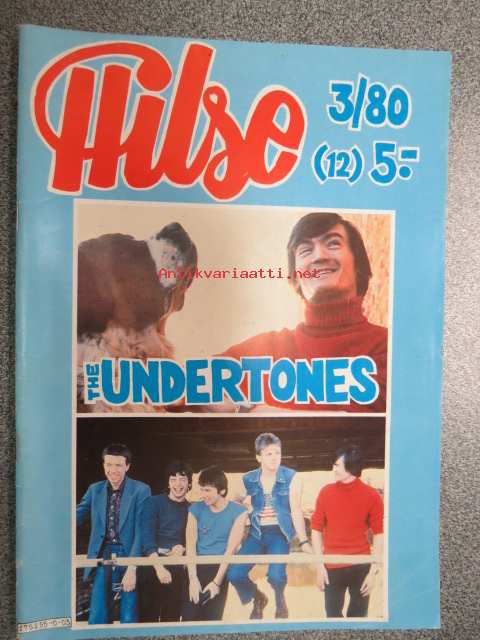 Hilse
3/80
(12) 5:-
Antikvariaatti.net
THE UNDERTONES